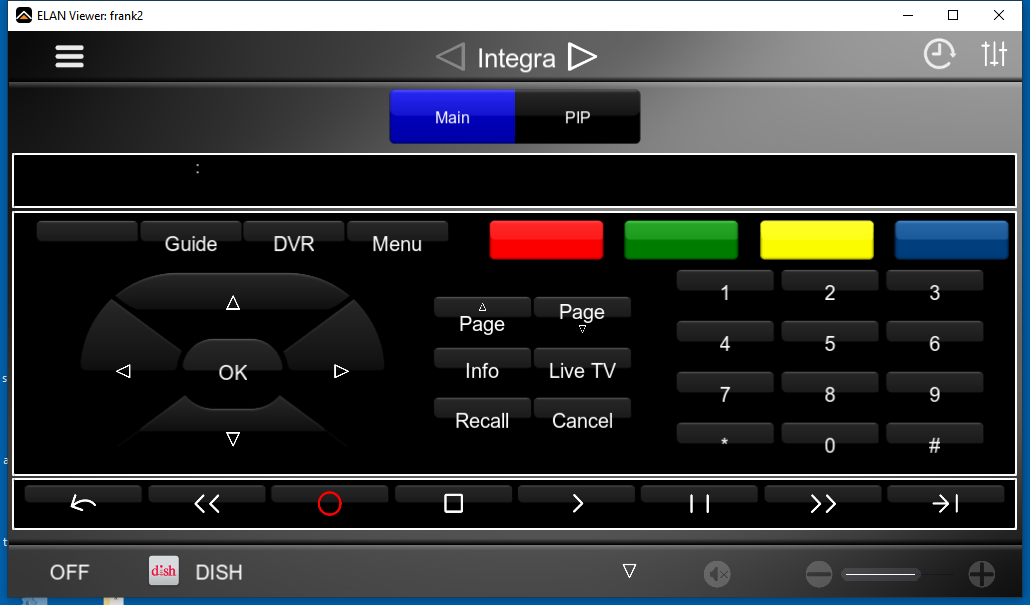 ELAN Viewer: frank2
Integra
Main PIP
:
Guide DVR Menu
Page Page
Info Live TV
Recall Cancel
OK
1 2 3
4 5 6
7 8 9
* 0 #
OFF dish DISH